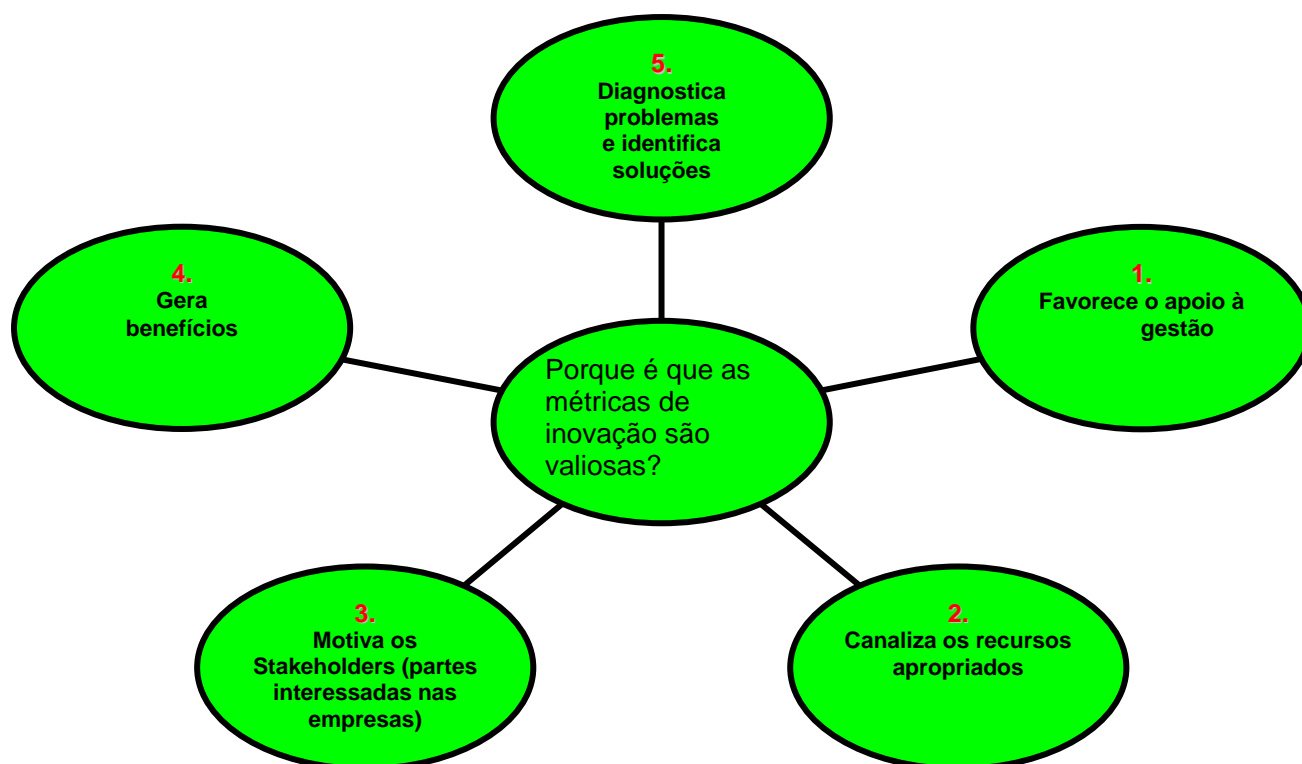 5.
Diagnostica
problemas
e identifica
soluções
4.
Gera
benefícios
1.
Favorece o apoio à
gestão
Porque é que as
métricas de
inovação são
valiosas?
3.
Motiva os
Stakeholders (partes
interessadas nas
empresas)
2.
Canaliza os recursos
apropriados